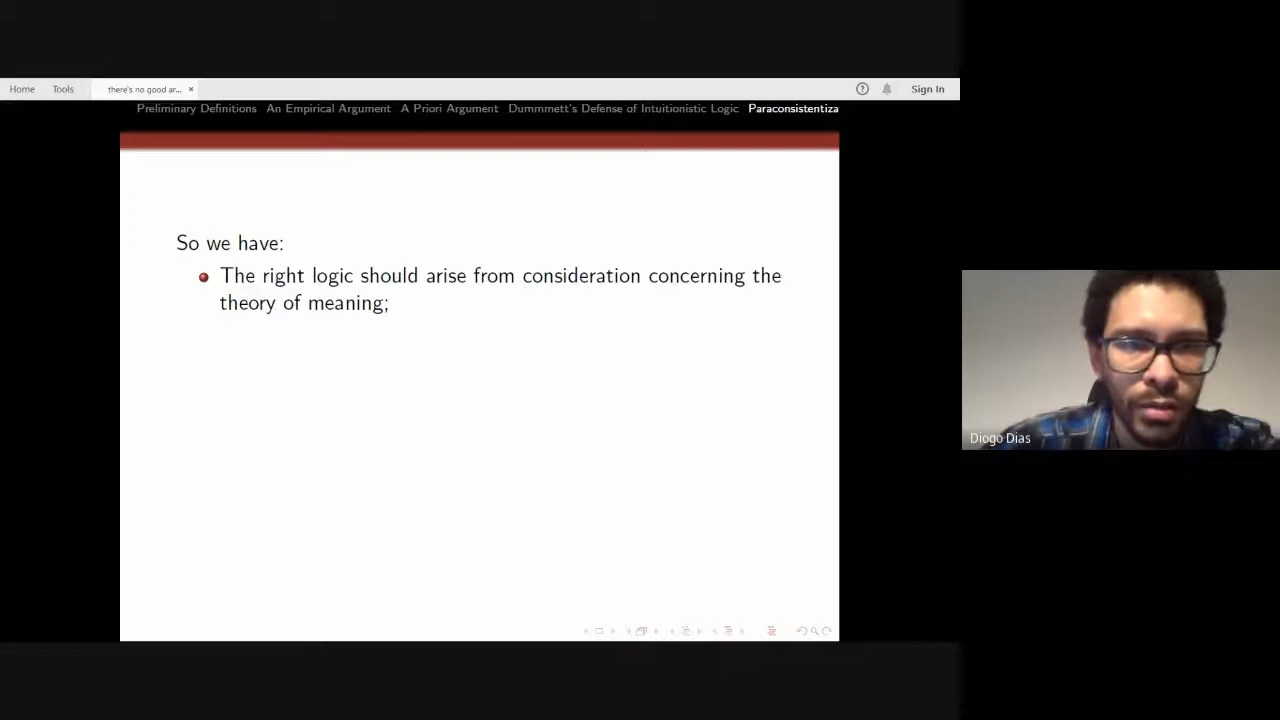 Home Tools there's no good ar... × ? Sign In
Preliminary Definitions An Empirical Argument A Priori Argument Dummmett's Defense of Intuitionistic Logic Paraconsistentiza
So we have:
The right logic should arise from consideration concerning the
theory of meaning;
Diogo Dias